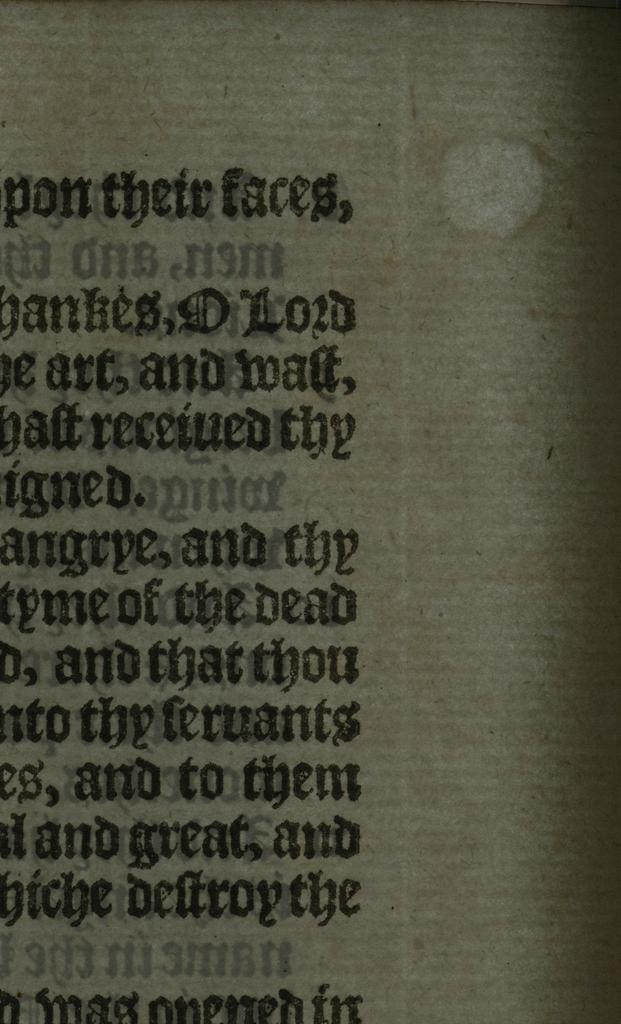 pon their faces,
hankes, O Lord
e art, and wast,
hast receiued thy
igned.
angrye, and thy
tyme of the dead
d, and that thou
nto thy seruants
es, and to them
al and great, and
hiche destroy the
d was opened in